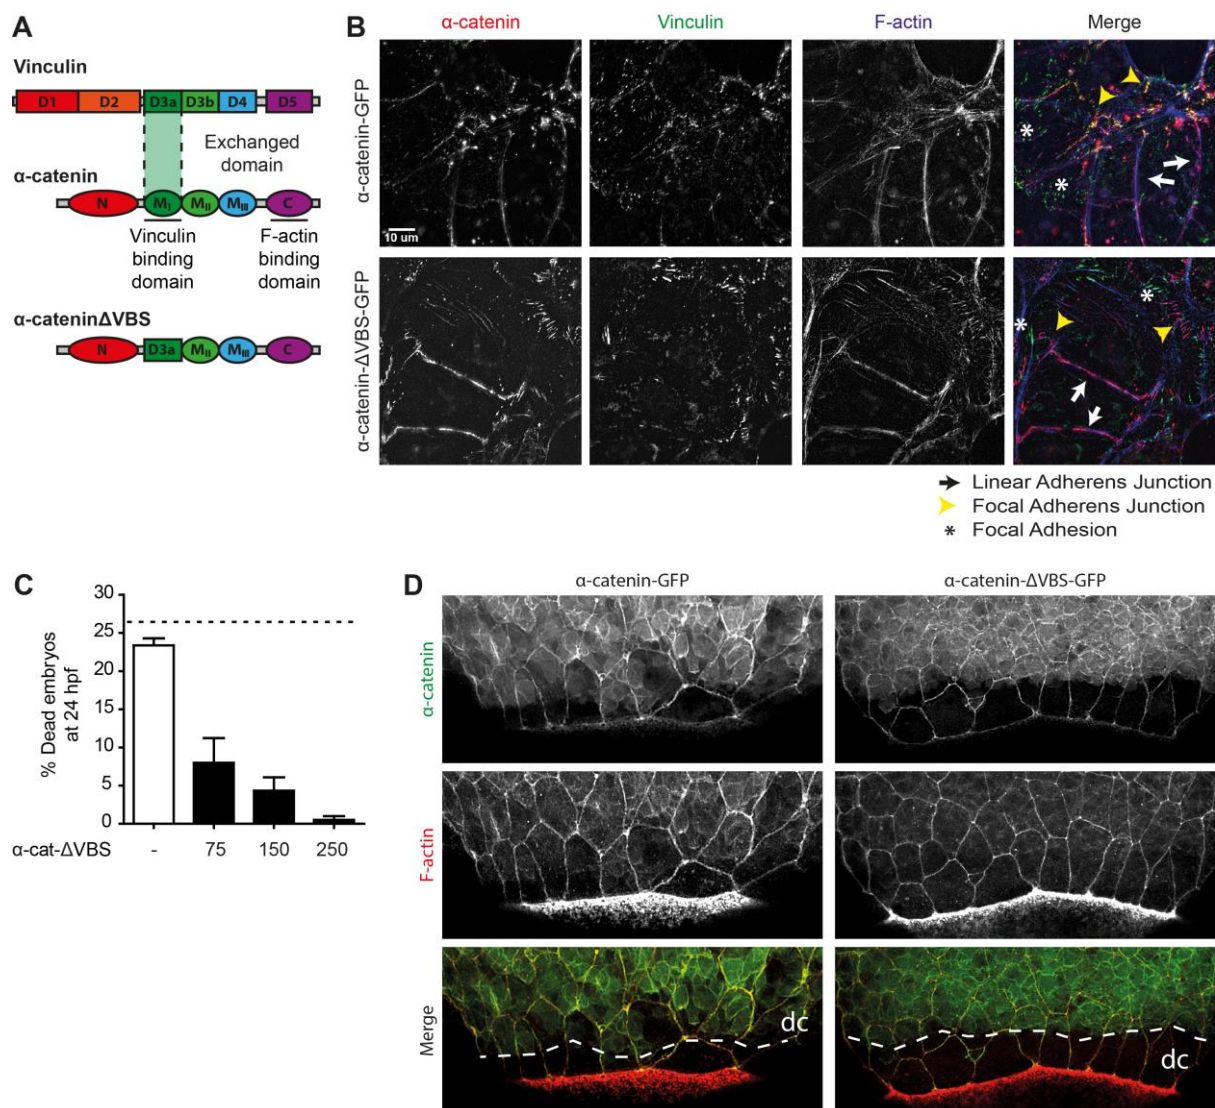 A
Vinculin
D1 D2 D3a D3b D4 D5
Exchanged
domain
α-catenin
N MI MII MIII C
Vinculin
binding
domain
F-actin
binding
domain
α-cateninΔVBS
N D3a MII MIII C
B
α-catenin Vinculin F-actin Merge
α-catenin-GFP
10 um
* *
α-catenin-ΔVBS-GFP
* *
Linear Adherens Junction
Focal Adherens Junction
* Focal Adhesion
C
% Dead embryos
at 24 hpf
30
25
20
15
10
5
0
α-cat-ΔVBS - 75 150 250
D
α-catenin-GFP α-catenin-ΔVBS-GFP
α-catenin
F-actin
Merge
dc dc